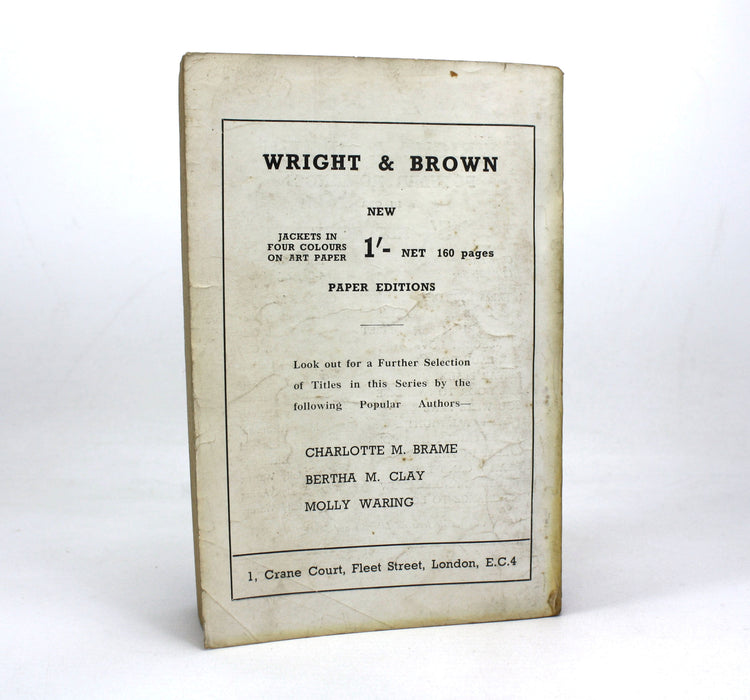 WRIGHT & BROWN
NEW
JACKETS IN
FOUR COLOURS
ON ART PAPER
1/- NET 160 pages
PAPER EDITIONS
Look out for a Further Selection
of Titles in this Series by the
following Popular Authors—
CHARLOTTE M. BRAME
BERTHA M. CLAY
MOLLY WARING
1, Crane Court, Fleet Street, London, E.C.4